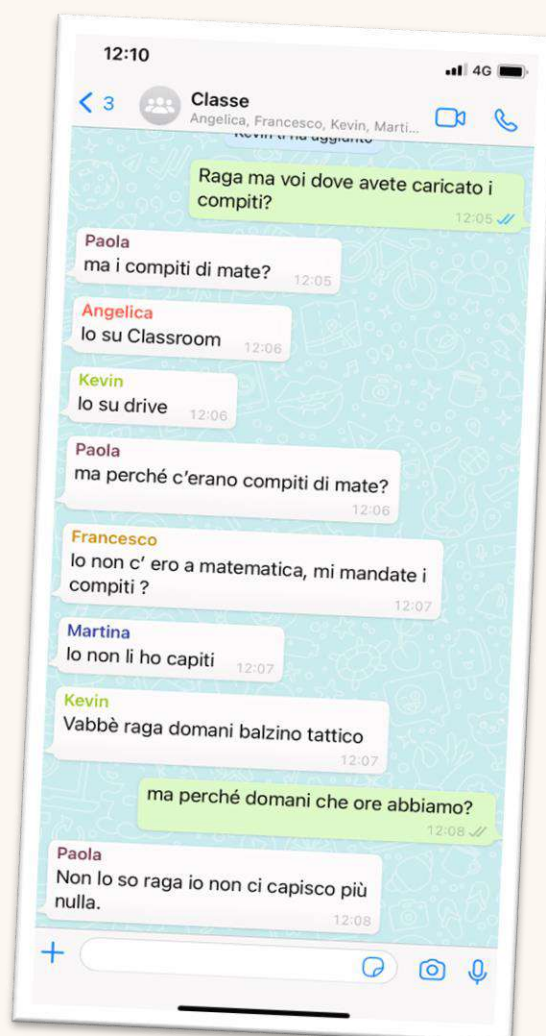 12:10
4G
3
Classe
Angelica, Francesco, Kevin, Marti...
Kevin ti ha aggiunto
Raga ma voi dove avete caricato i
compiti?
12:05
Paola
ma i compiti di mate?
12:05
Angelica
Io su Classroom
12:06
Kevin
Io su drive
12:06
Paola
ma perché c'erano compiti di mate?
12:06
Francesco
Io non c' ero a matematica, mi mandate i
compiti ?
12:07
Martina
Io non li ho capiti
12:07
Kevin
Vabbè raga domani balzino tattico
12:07
ma perché domani che ore abbiamo?
12:08
Paola
Non lo so raga io non ci capisco più
nulla.
12:08